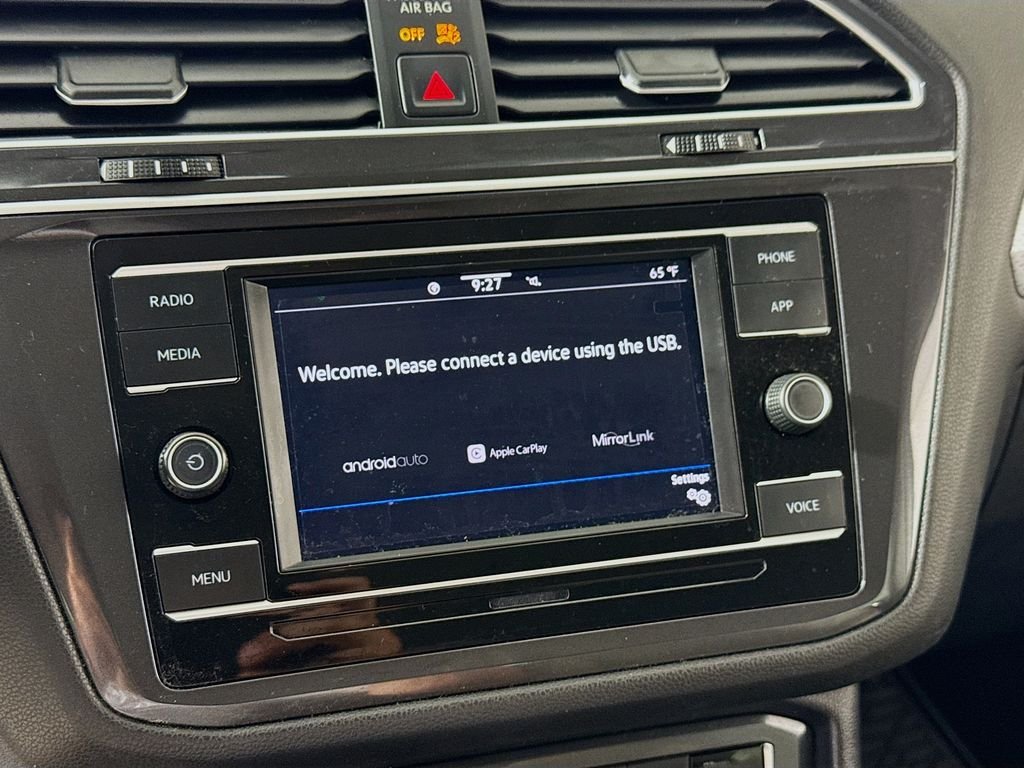 AIR BAG
OFF
9:27
65 °F
RADIO
MEDIA
PHONE
APP
Welcome. Please connect a device using the USB.
androidauto
Apple CarPlay
MirrorLink
Settings
VOICE
MENU